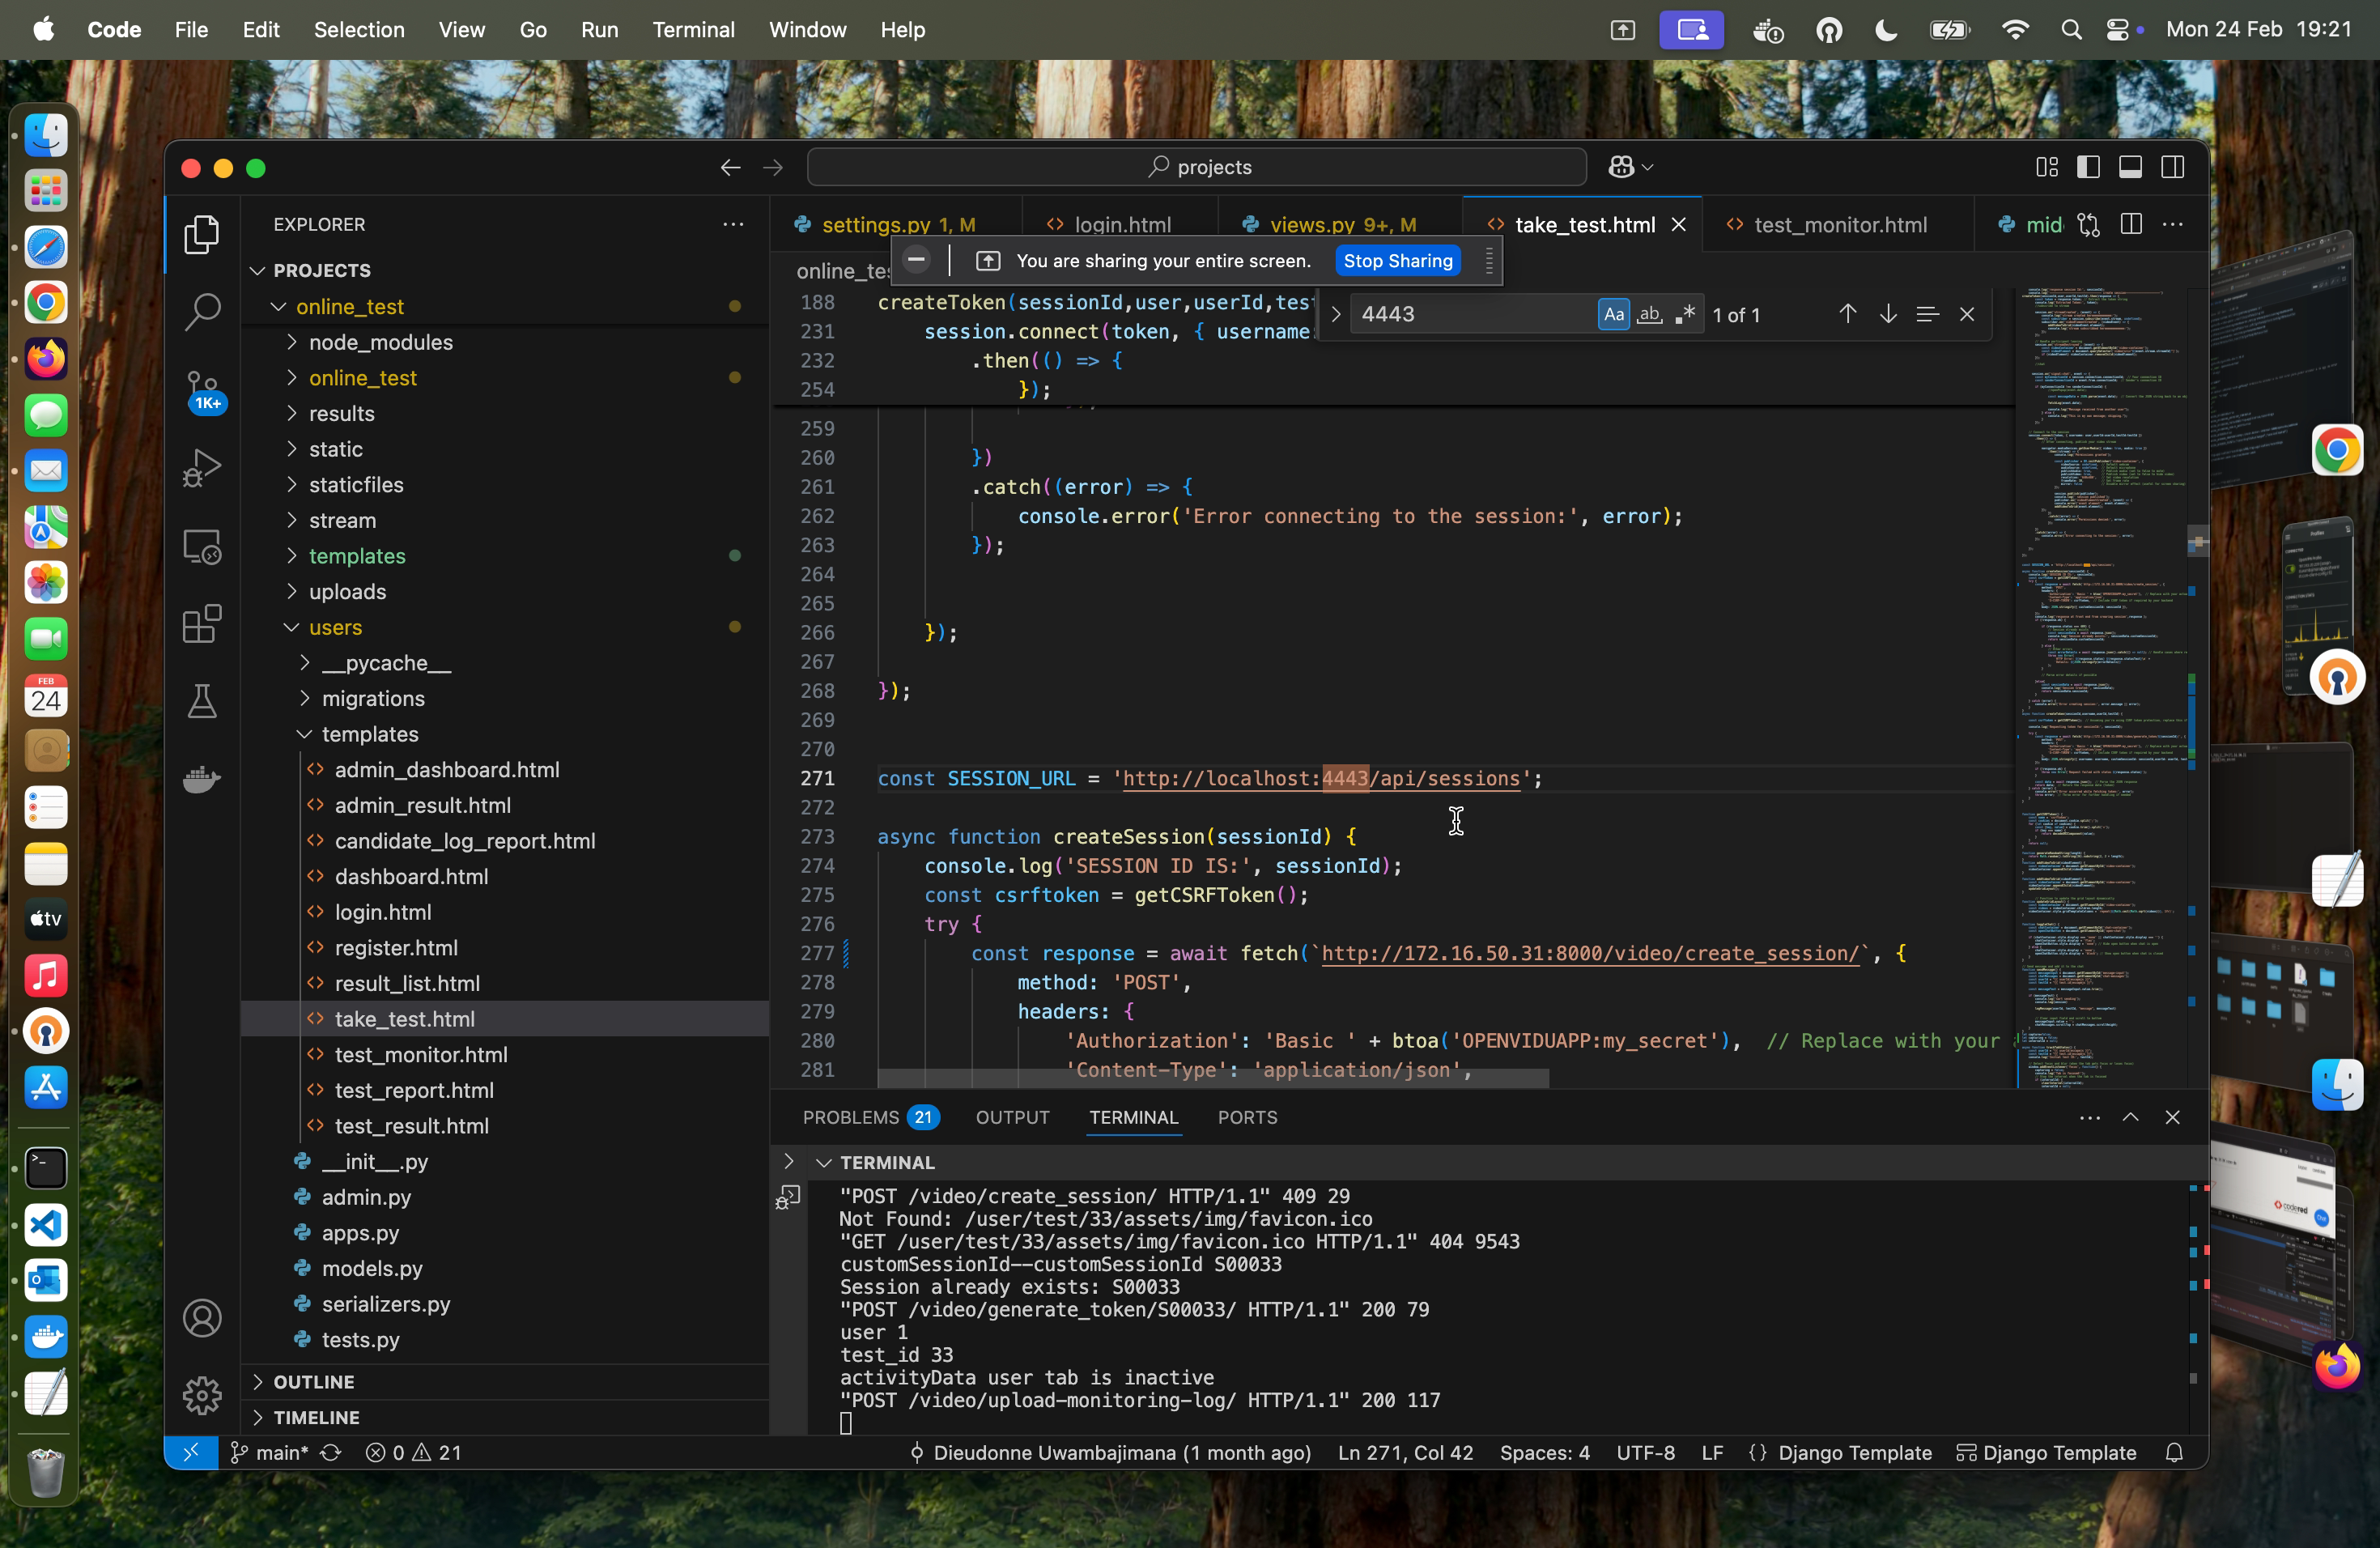 Code File Edit Selection View Go Run Terminal Window Help Mon 24 Feb 19:21
projects
EXPLORER
PROJECTS
online_test
node_modules
online_test
results
static
staticfiles
stream
templates
uploads
users
__pycache__
migrations
templates
admin_dashboard.html
admin_result.html
candidate_log_report.html
dashboard.html
login.html
register.html
result_list.html
take_test.html
test_monitor.html
test_report.html
test_result.html
__init__.py
admin.py
apps.py
models.py
serializers.py
tests.py
OUTLINE
TIMELINE
1K+
FEB
24
tv
settings.py 1, M login.html views.py 9+, M take_test.html test_monitor.html mid
You are sharing your entire screen. Stop Sharing
4443 Aa ab 1 of 1
188 createToken(sessionId,user,userId,test
231 session.connect(token, { username:
232 .then(() => {
254 });
259
260 })
261 .catch((error) => {
262 console.error('Error connecting to the session:', error);
263 });
264
265
266 });
267
268 });
269
270
271 const SESSION_URL = 'http://localhost:4443/api/sessions';
272
273 async function createSession(sessionId) {
274 console.log('SESSION ID IS:', sessionId);
275 const csrftoken = getCSRFToken();
276 try {
277 const response = await fetch(`http://172.16.50.31:8000/video/create_session/`, {
278 method: 'POST',
279 headers: {
280 'Authorization': 'Basic ' + btoa('OPENVIDUAPP:my_secret'), // Replace with your
281 'Content-Type': 'application/json',
PROBLEMS 21 OUTPUT TERMINAL PORTS
TERMINAL
"POST /video/create_session/ HTTP/1.1" 409 29
Not Found: /user/test/33/assets/img/favicon.ico
"GET /user/test/33/assets/img/favicon.ico HTTP/1.1" 404 9543
customSessionId--customSessionId S00033
Session already exists: S00033
"POST /video/generate_token/S00033/ HTTP/1.1" 200 79
user 1
test_id 33
activityData user tab is inactive
"POST /video/upload-monitoring-log/ HTTP/1.1" 200 117
main* 0 21 Dieudonne Uwambajimana (1 month ago) Ln 271, Col 42 Spaces: 4 UTF-8 LF {} Django Template Django Template